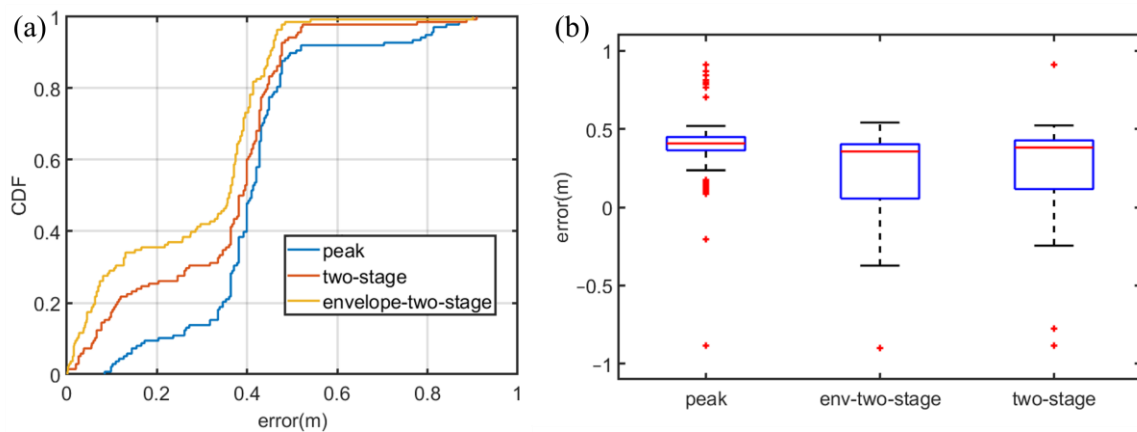 (a)
1
0.8
0.6
0.4
0.2
0
CDF
0 0.2 0.4 0.6 0.8 1
error(m)
peak
two-stage
envelope-two-stage
(b)
1
0.5
0
−0.5
−1
error(m)
peak env-two-stage two-stage